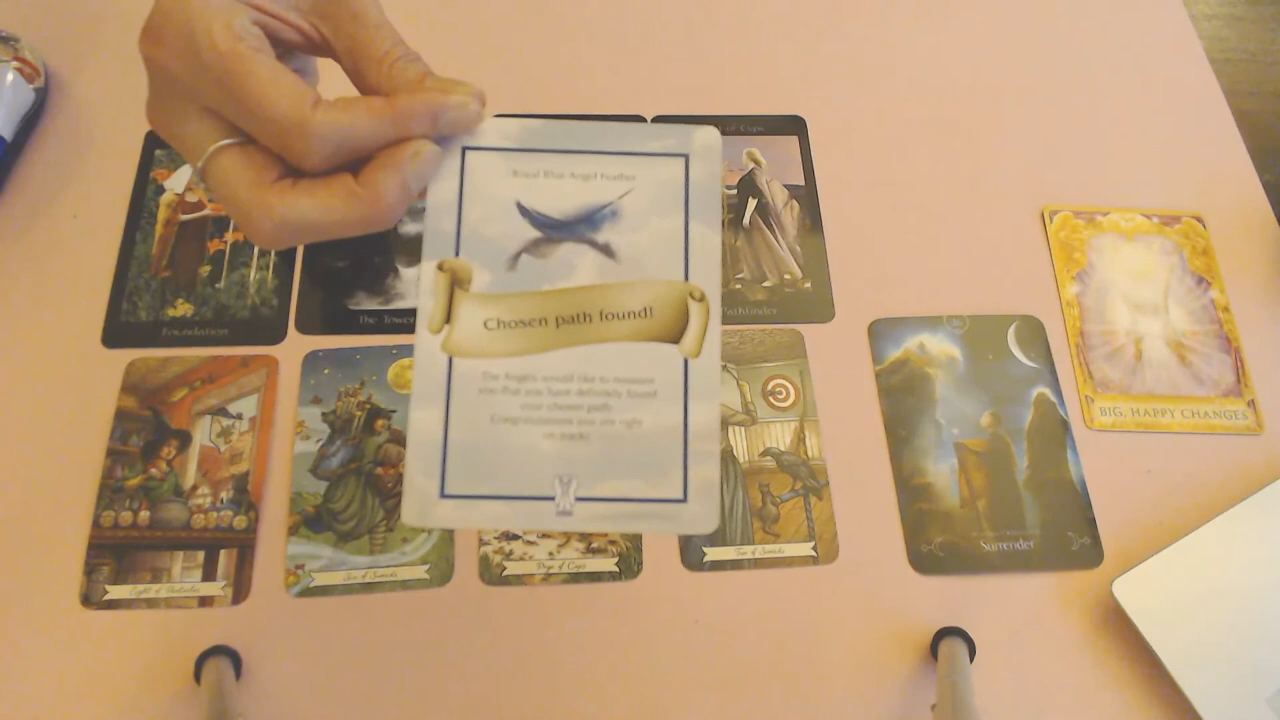 of Cups
Royal Blue Angel Feather
Chosen path found!
The Angels would like to reassure
you that you have definitely found
your chosen path.
Congratulations you are right
on track!
Foundation
The Tower
Pathfinder
BIG, HAPPY CHANGES
Surrender
Eight of Pentacles
Six of Swords
Page of Cups
of Swords